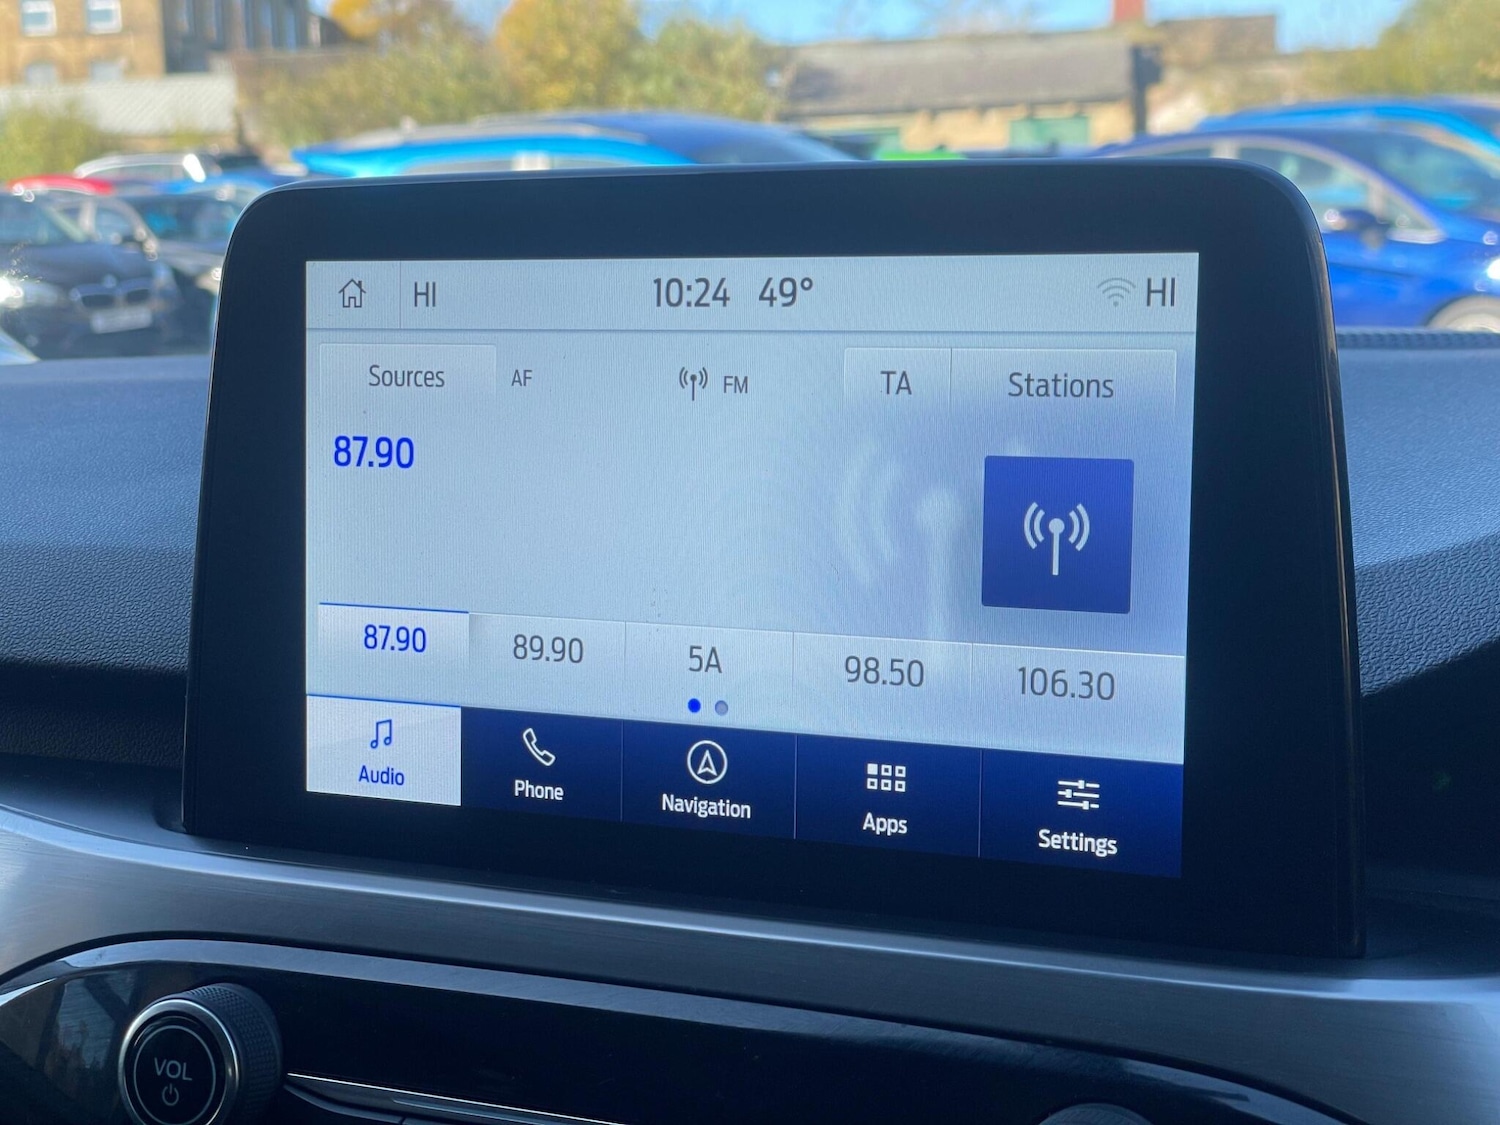 HI 10:24 49° HI
Sources AF FM TA Stations
87.90
87.90 89.90 5A 98.50 106.30
Audio Phone Navigation Apps Settings
VOL